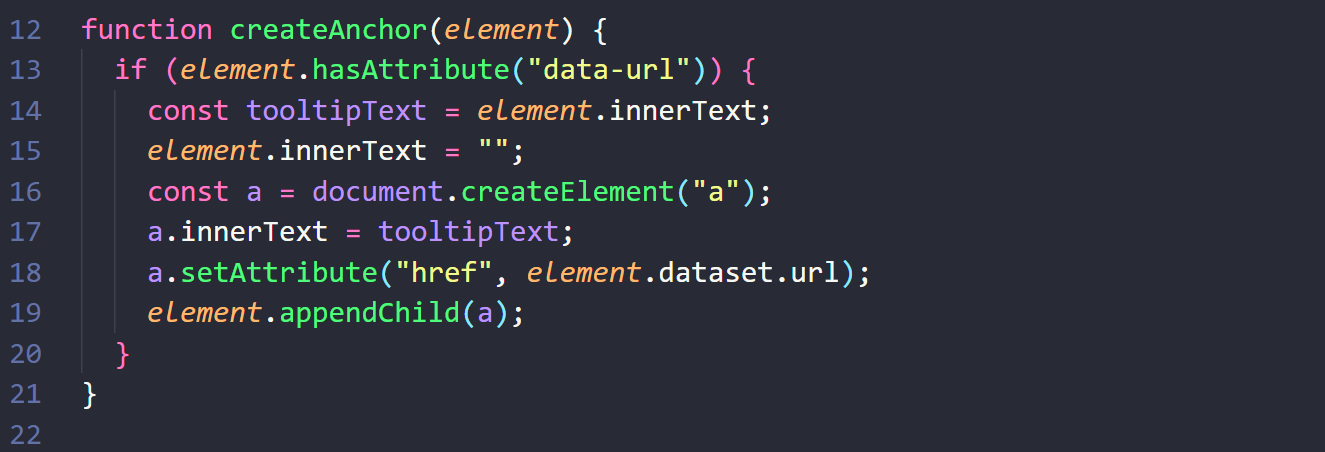 12 function createAnchor(element) {
13   if (element.hasAttribute("data-url")) {
14     const tooltipText = element.innerText;
15     element.innerText = "";
16     const a = document.createElement("a");
17     a.innerText = tooltipText;
18     a.setAttribute("href", element.dataset.url);
19     element.appendChild(a);
20   }
21 }
22